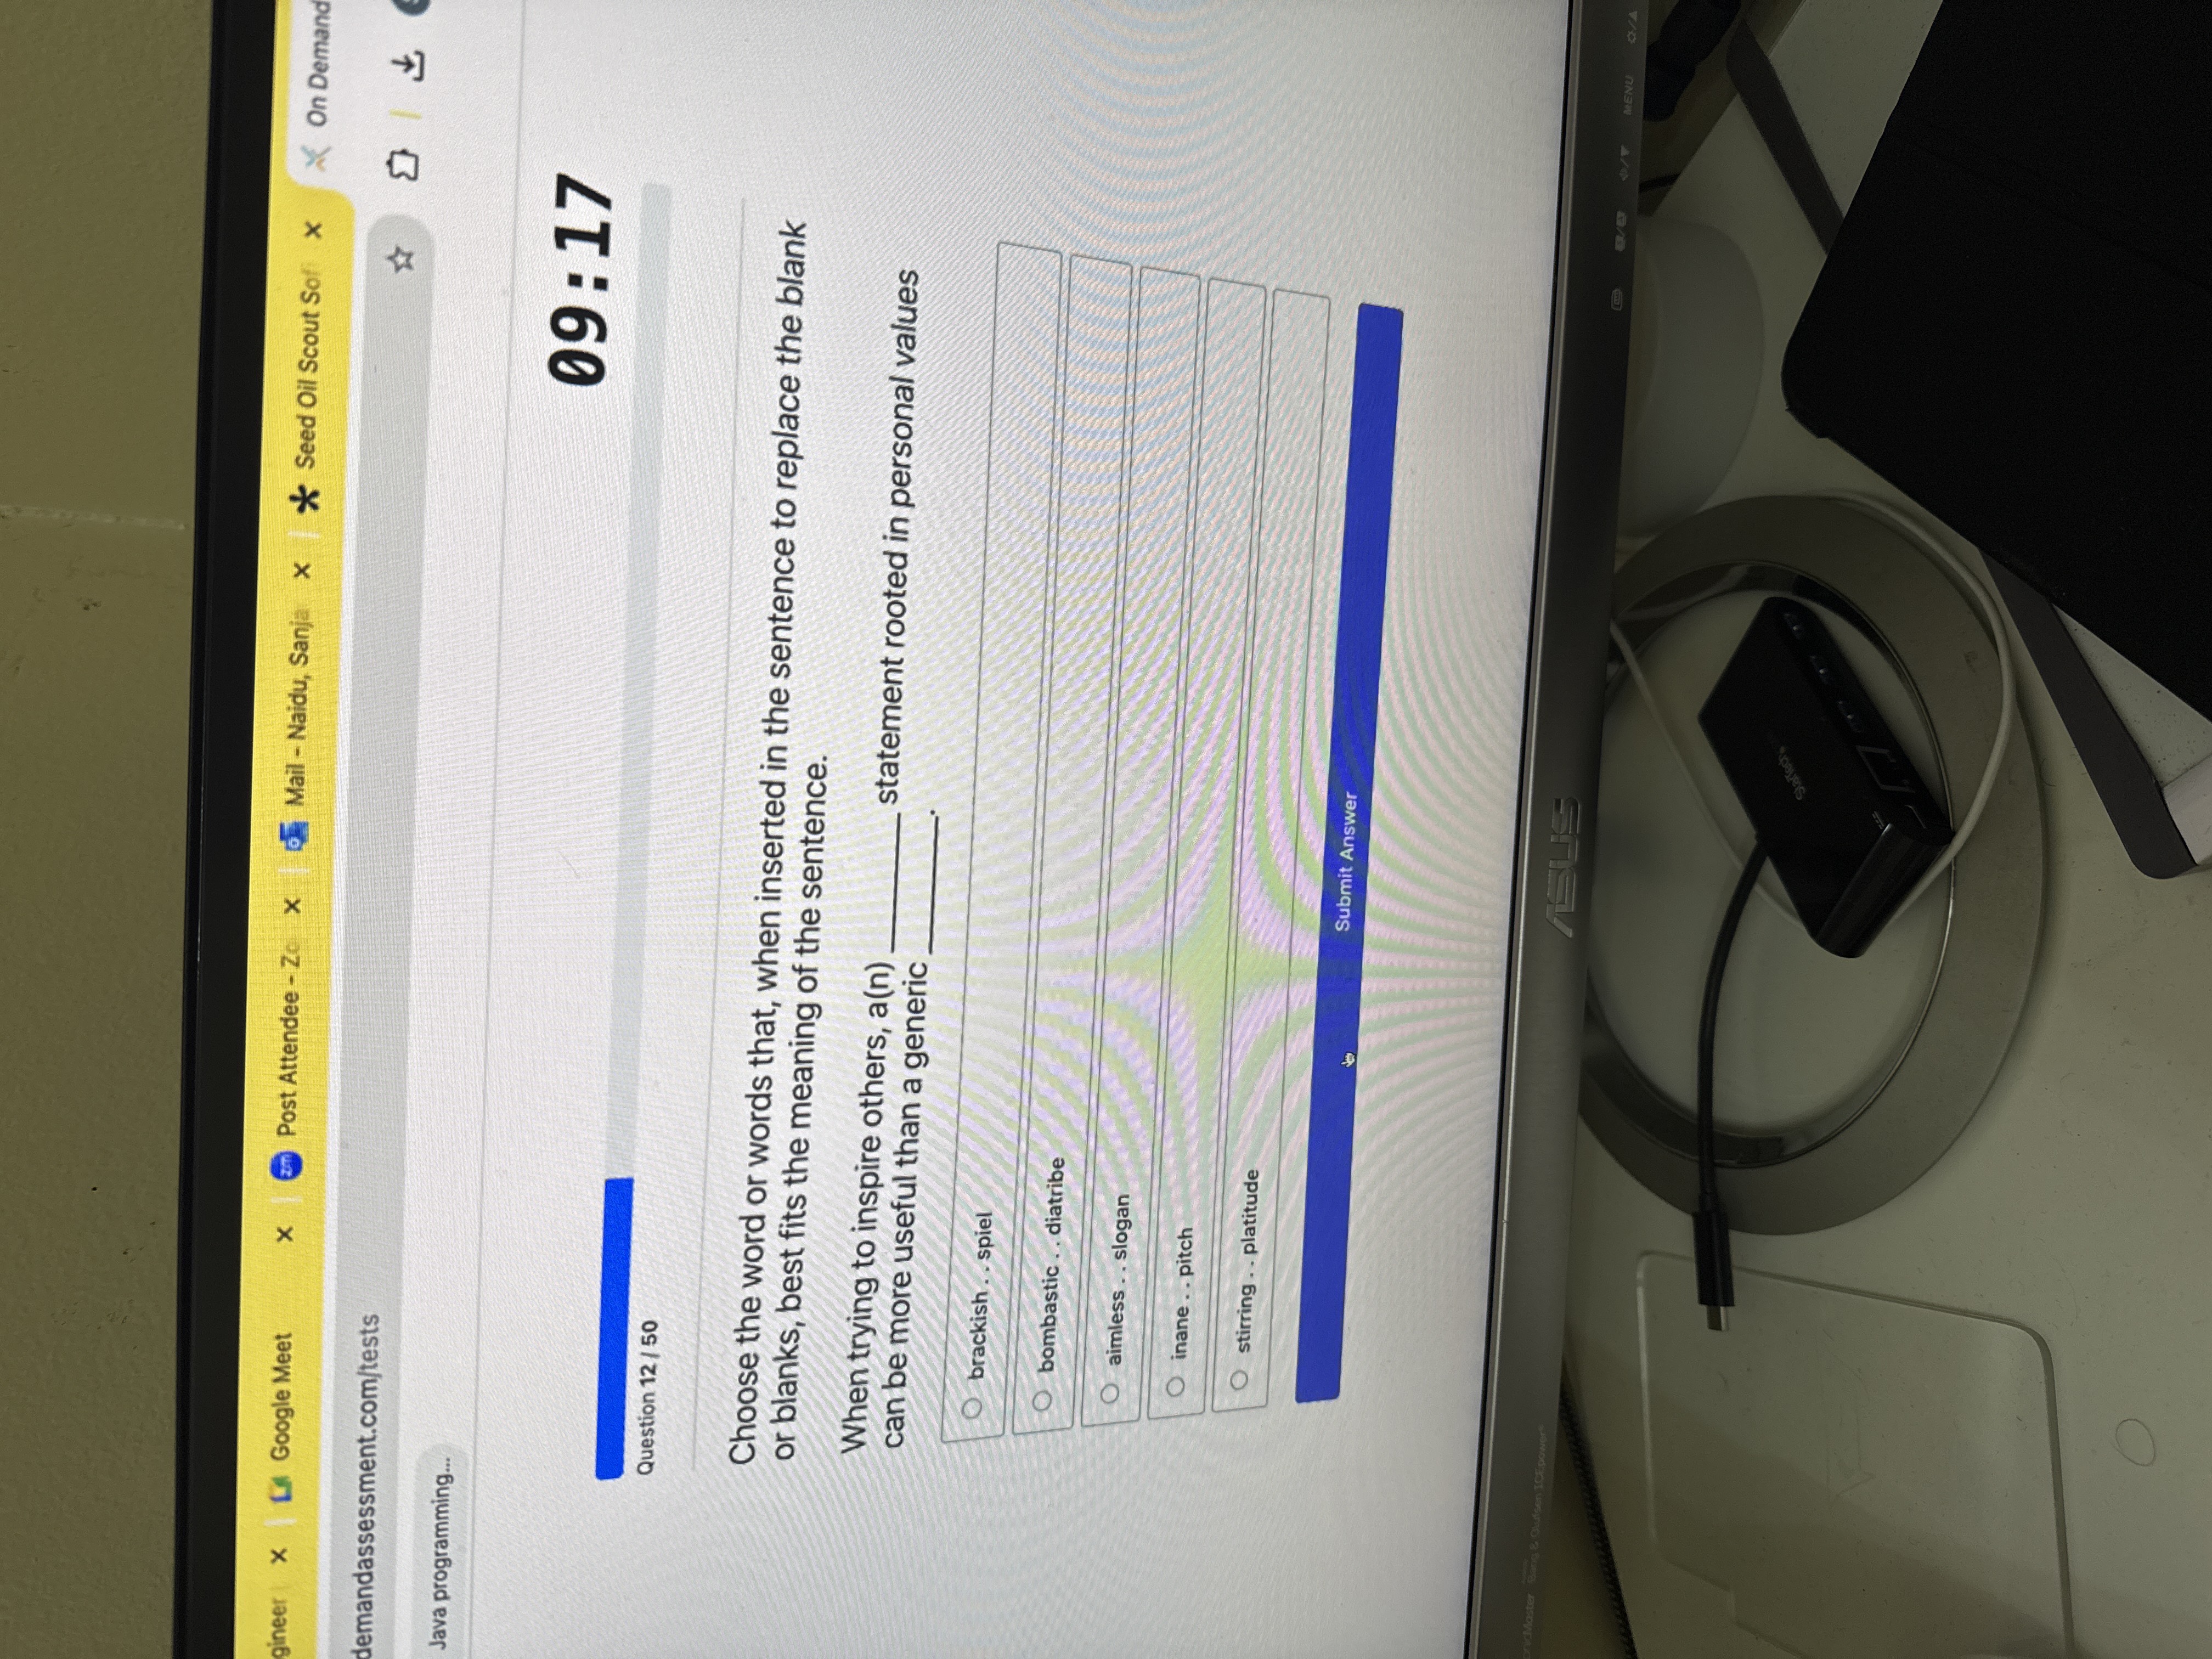 gineer
Google Meet
Post Attendee - Zo
Mail - Naidu, Sanja
Seed Oil Scout Sof
On Demand
demandassessment.com/tests
Java programming...
09:17
Question 12 / 50
Choose the word or words that, when inserted in the sentence to replace the blank
or blanks, best fits the meaning of the sentence.
When trying to inspire others, a(n) ________ statement rooted in personal values
can be more useful than a generic ________.
brackish . . spiel
bombastic . . diatribe
aimless . . slogan
inane . . pitch
stirring . . platitude
Submit Answer
Bang & Olufsen ICEpower®
ASUS
MENU
StarTech